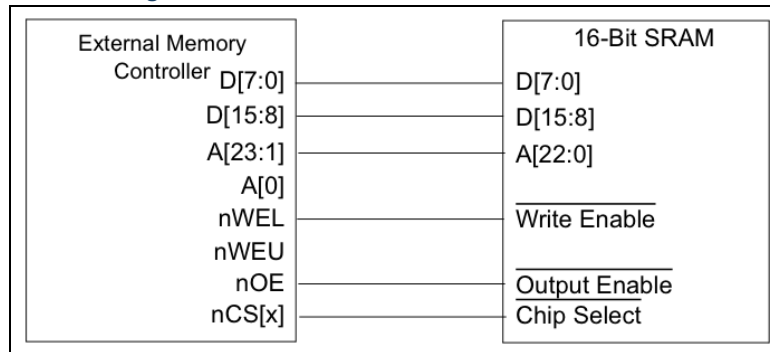 External Memory
Controller
D[7:0]
D[15:8]
A[23:1]
A[0]
nWEL
nWEU
nOE
nCS[x]
16-Bit SRAM
D[7:0]
D[15:8]
A[22:0]
Write Enable
Output Enable
Chip Select